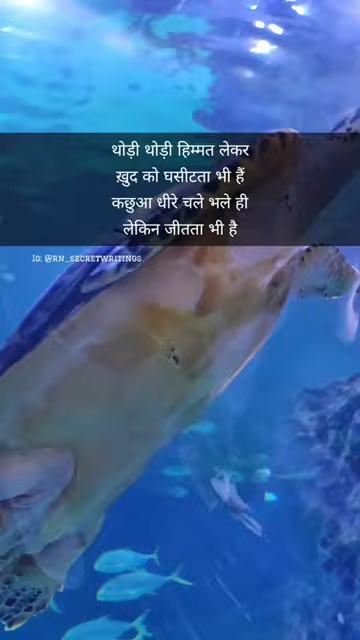 थोड़ी थोड़ी हिम्मत लेकर
ख़ुद को घसीटता भी हैं
कछुआ धीरे चले भले ही
लेकिन जीतता भी है
IG: @RN_SECRETWRITINGS